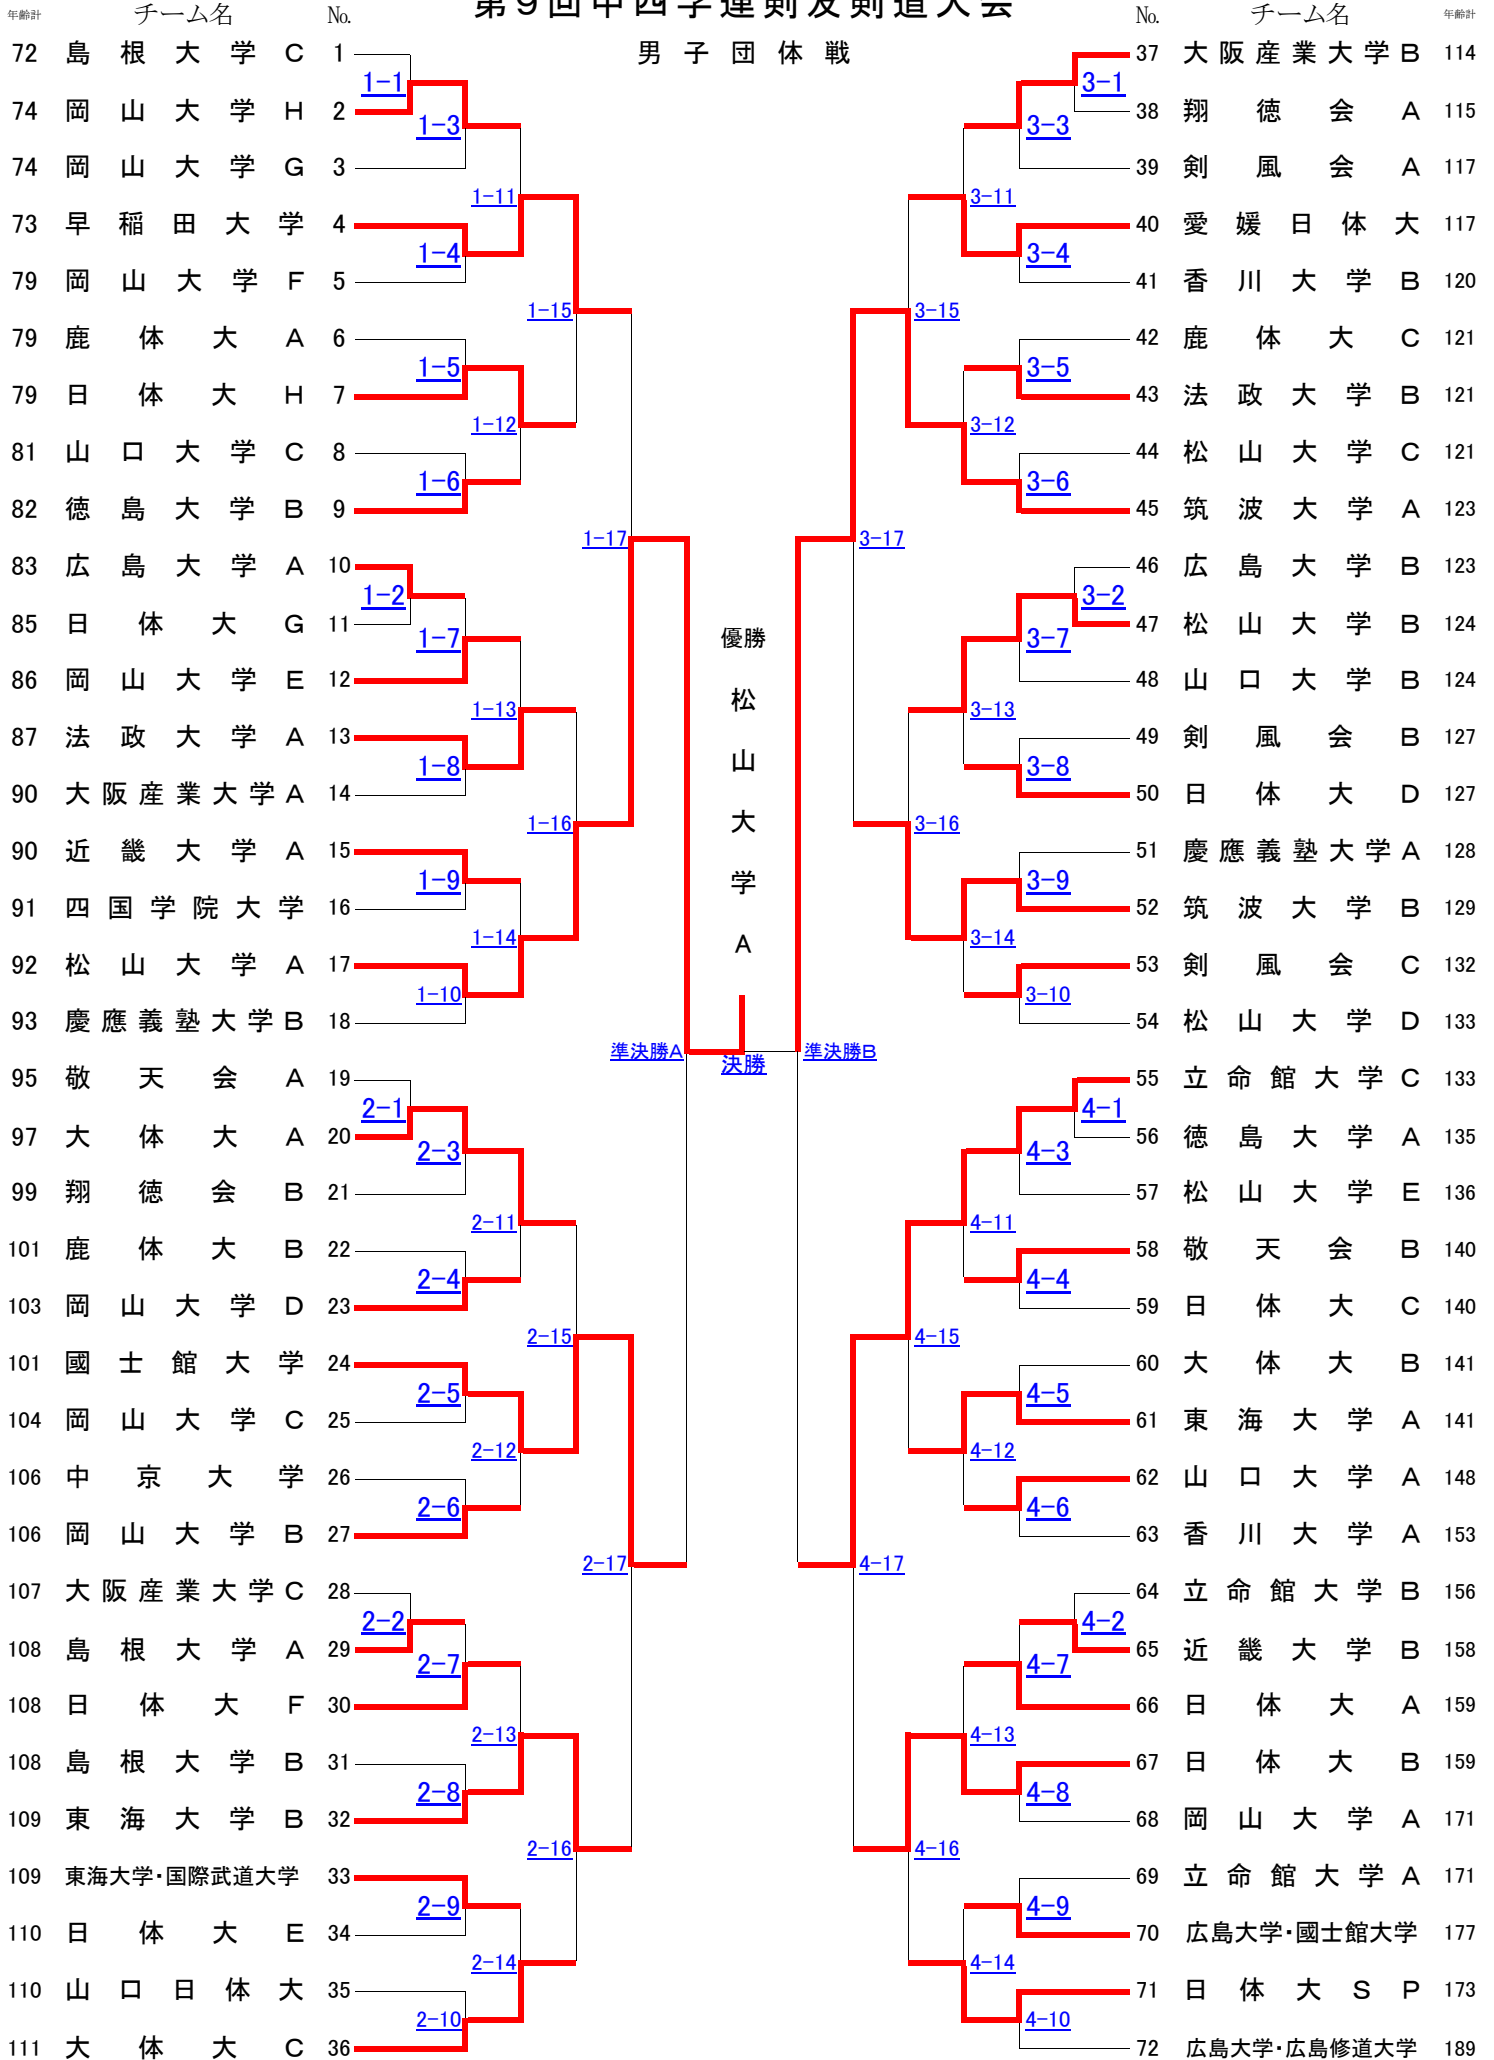 第9回中四学連剣友剣道大会
男子団体戦
年齢計 チーム名 No.
72 島根大学C 1
74 岡山大学H 2
74 岡山大学G 3
73 早稲田大学 4
79 岡山大学F 5
79 鹿体大A 6
79 日体大H 7
81 山口大学C 8
82 徳島大学B 9
83 広島大学A 10
85 日体大G 11
86 岡山大学E 12
87 法政大学A 13
90 大阪産業大学A 14
90 近畿大学A 15
91 四国学院大学 16
92 松山大学A 17
93 慶應義塾大学B 18
95 敬天会A 19
97 大体大A 20
99 翔徳会B 21
101 鹿体大B 22
103 岡山大学D 23
101 國士館大学 24
104 岡山大学C 25
106 中京大学 26
106 岡山大学B 27
107 大阪産業大学C 28
108 島根大学A 29
108 日体大F 30
108 島根大学B 31
109 東海大学B 32
109 東海大学・国際武道大学 33
110 日体大E 34
110 山口日体大 35
111 大体大C 36
1-1
1-2
1-3
1-4
1-5
1-6
1-7
1-8
1-9
1-10
1-11
1-12
1-13
1-14
1-15
1-16
1-17
2-1
2-2
2-3
2-4
2-5
2-6
2-7
2-8
2-9
2-10
2-11
2-12
2-13
2-14
2-15
2-16
2-17
優勝
松山大学A
準決勝A
決勝
準決勝B
No. チーム名 年齢計
37 大阪産業大学B 114
38 翔徳会A 115
39 剣風会A 117
40 愛媛日体大 117
41 香川大学B 120
42 鹿体大C 121
43 法政大学B 121
44 松山大学C 121
45 筑波大学A 123
46 広島大学B 123
47 松山大学B 124
48 山口大学B 124
49 剣風会B 127
50 日体大D 127
51 慶應義塾大学A 128
52 筑波大学B 129
53 剣風会C 132
54 松山大学D 133
55 立命館大学C 133
56 徳島大学A 135
57 松山大学E 136
58 敬天会B 140
59 日体大C 140
60 大体大B 141
61 東海大学A 141
62 山口大学A 148
63 香川大学A 153
64 立命館大学B 156
65 近畿大学B 158
66 日体大A 159
67 日体大B 159
68 岡山大学A 171
69 立命館大学A 171
70 広島大学・國士館大学 177
71 日体大SP 173
72 広島大学・広島修道大学 189
3-1
3-2
3-3
3-4
3-5
3-6
3-7
3-8
3-9
3-10
3-11
3-12
3-13
3-14
3-15
3-16
3-17
4-1
4-2
4-3
4-4
4-5
4-6
4-7
4-8
4-9
4-10
4-11
4-12
4-13
4-14
4-15
4-16
4-17